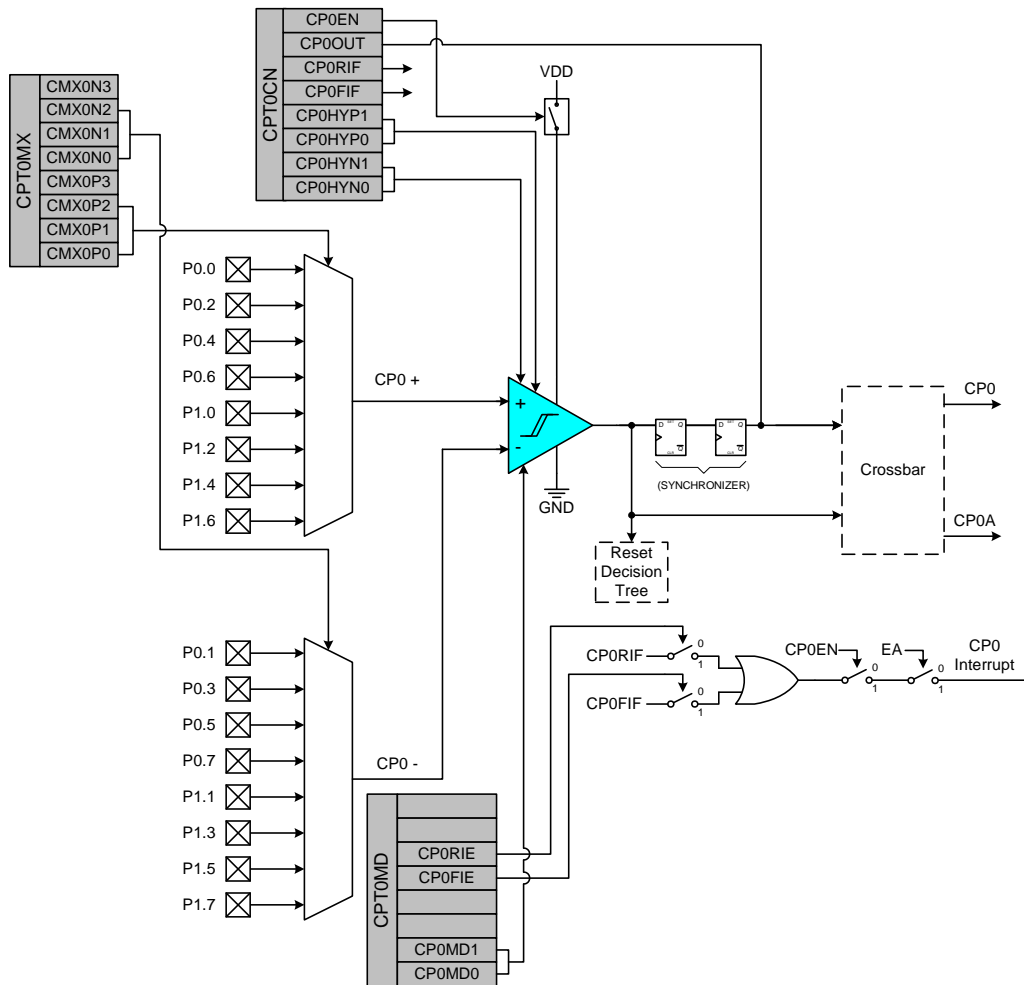 CPT0CN
CP0EN
CP0OUT
CP0RIF
CP0FIF
CP0HYP1
CP0HYP0
CP0HYN1
CP0HYN0
VDD
CPT0MX
CMX0N3
CMX0N2
CMX0N1
CMX0N0
CMX0P3
CMX0P2
CMX0P1
CMX0P0
P0.0
P0.2
P0.4
P0.6
P1.0
P1.2
P1.4
P1.6
CP0 +
+
-
GND
D SET Q
CLR Q
D SET Q
CLR Q
(SYNCHRONIZER)
Reset
Decision
Tree
Crossbar
CP0
CP0A
P0.1
P0.3
P0.5
P0.7
P1.1
P1.3
P1.5
P1.7
CP0 -
CPT0MD
CP0RIE
CP0FIE
CP0MD1
CP0MD0
CP0RIF
0
1
CP0FIF
0
1
CP0EN
0
1
EA
0
1
CP0
Interrupt